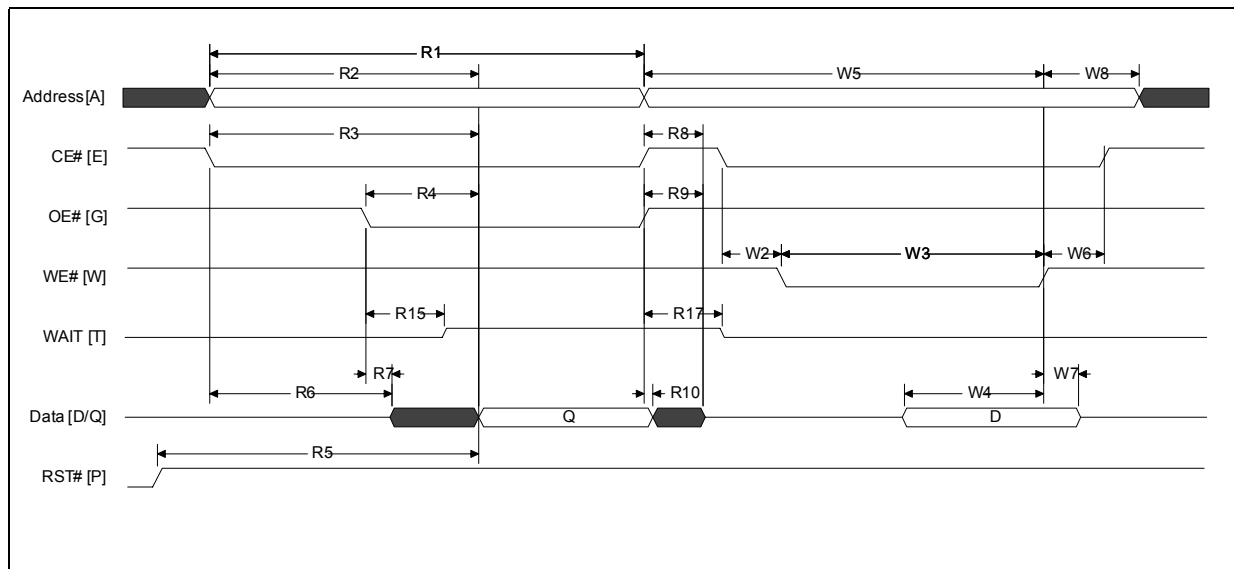 R1
R2
W5
W8
Address [A]
R3
R8
CE# [E]
R4
R9
OE# [G]
W2
W3
W6
WE# [W]
R15
R17
WAIT [T]
R7
W7
R6
R10
W4
Data [D/Q]
Q
D
R5
RST# [P]